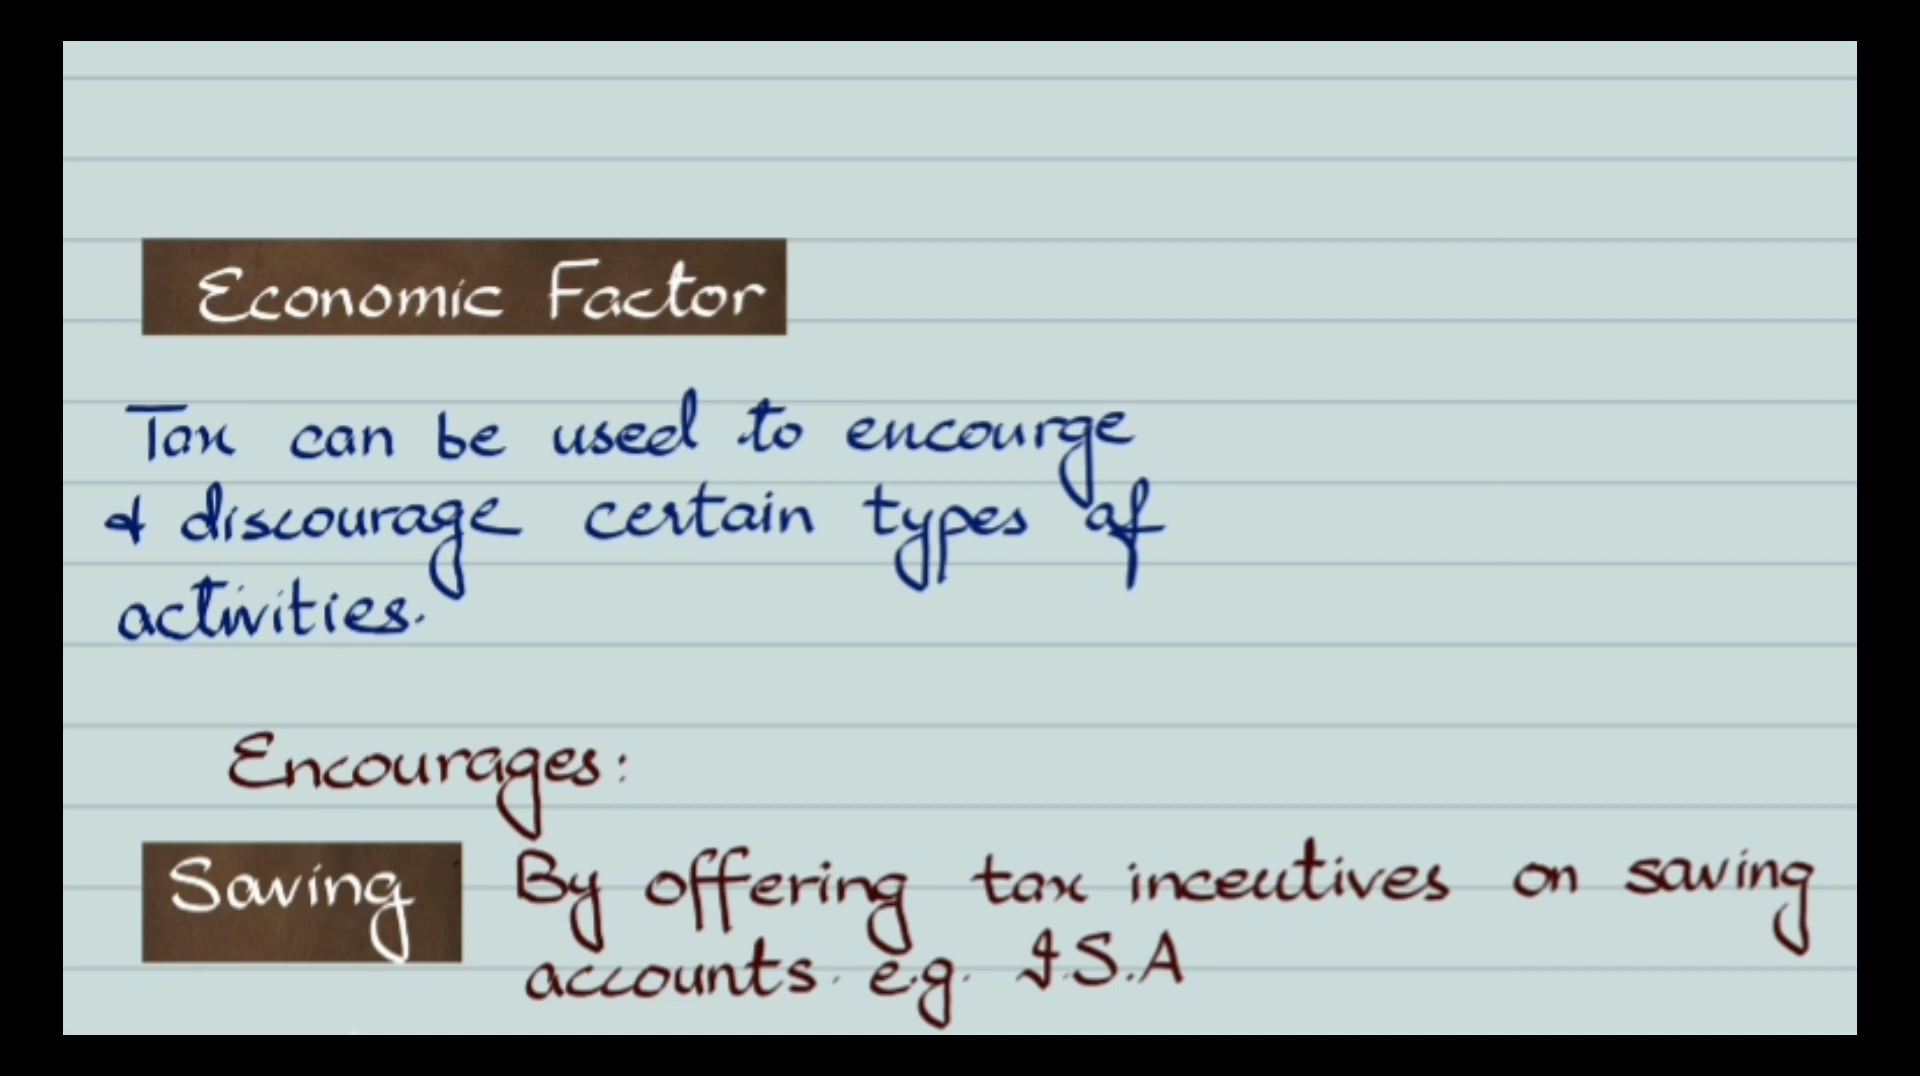 Economic Factor
Tax can be used to encourge
& discourage certain types of
activities.
Encourages:
Saving By offering tax incentives on saving
accounts. e.g. I.S.A